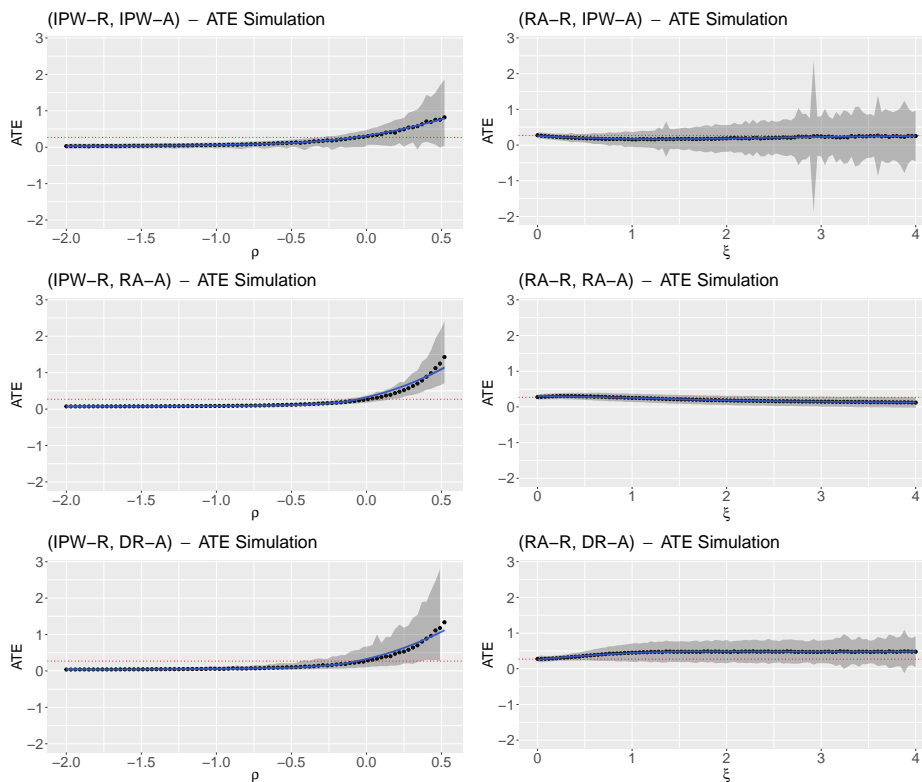 (IPW−R, IPW−A) − ATE Simulation
3
2
1
0
−1
−2
ATE
−2.0 −1.5 −1.0 −0.5 0.0 0.5
ρ
(RA−R, IPW−A) − ATE Simulation
3
2
1
0
−1
−2
ATE
0 1 2 3 4
ξ
(IPW−R, RA−A) − ATE Simulation
3
2
1
0
−1
−2
ATE
−2.0 −1.5 −1.0 −0.5 0.0 0.5
ρ
(RA−R, RA−A) − ATE Simulation
3
2
1
0
−1
−2
ATE
0 1 2 3 4
ξ
(IPW−R, DR−A) − ATE Simulation
3
2
1
0
−1
−2
ATE
−2.0 −1.5 −1.0 −0.5 0.0 0.5
ρ
(RA−R, DR−A) − ATE Simulation
3
2
1
0
−1
−2
ATE
0 1 2 3 4
ξ